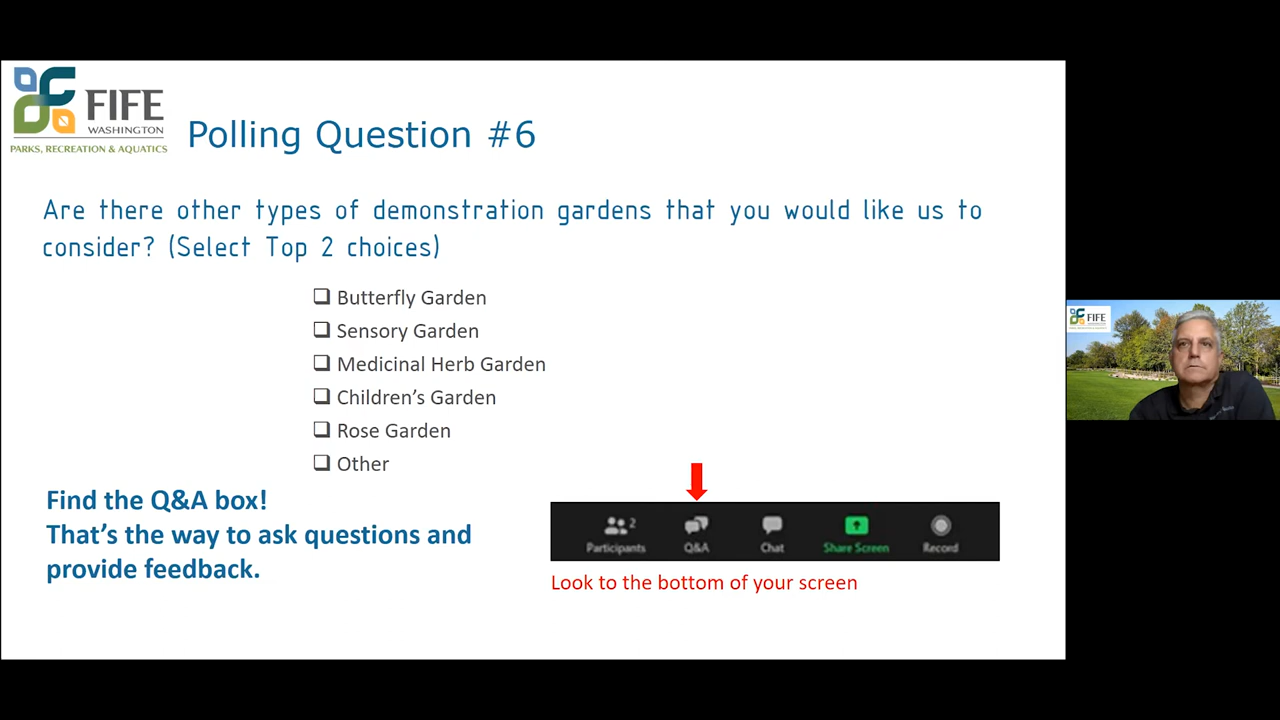 FIFE
WASHINGTON
PARKS, RECREATION & AQUATICS
Polling Question #6
Are there other types of demonstration gardens that you would like us to
consider? (Select Top 2 choices)
Butterfly Garden
Sensory Garden
Medicinal Herb Garden
Children's Garden
Rose Garden
Other
Find the Q&A box!
That's the way to ask questions and
provide feedback.
2
Participants Q&A Chat Share Screen Record
Look to the bottom of your screen
FIFE